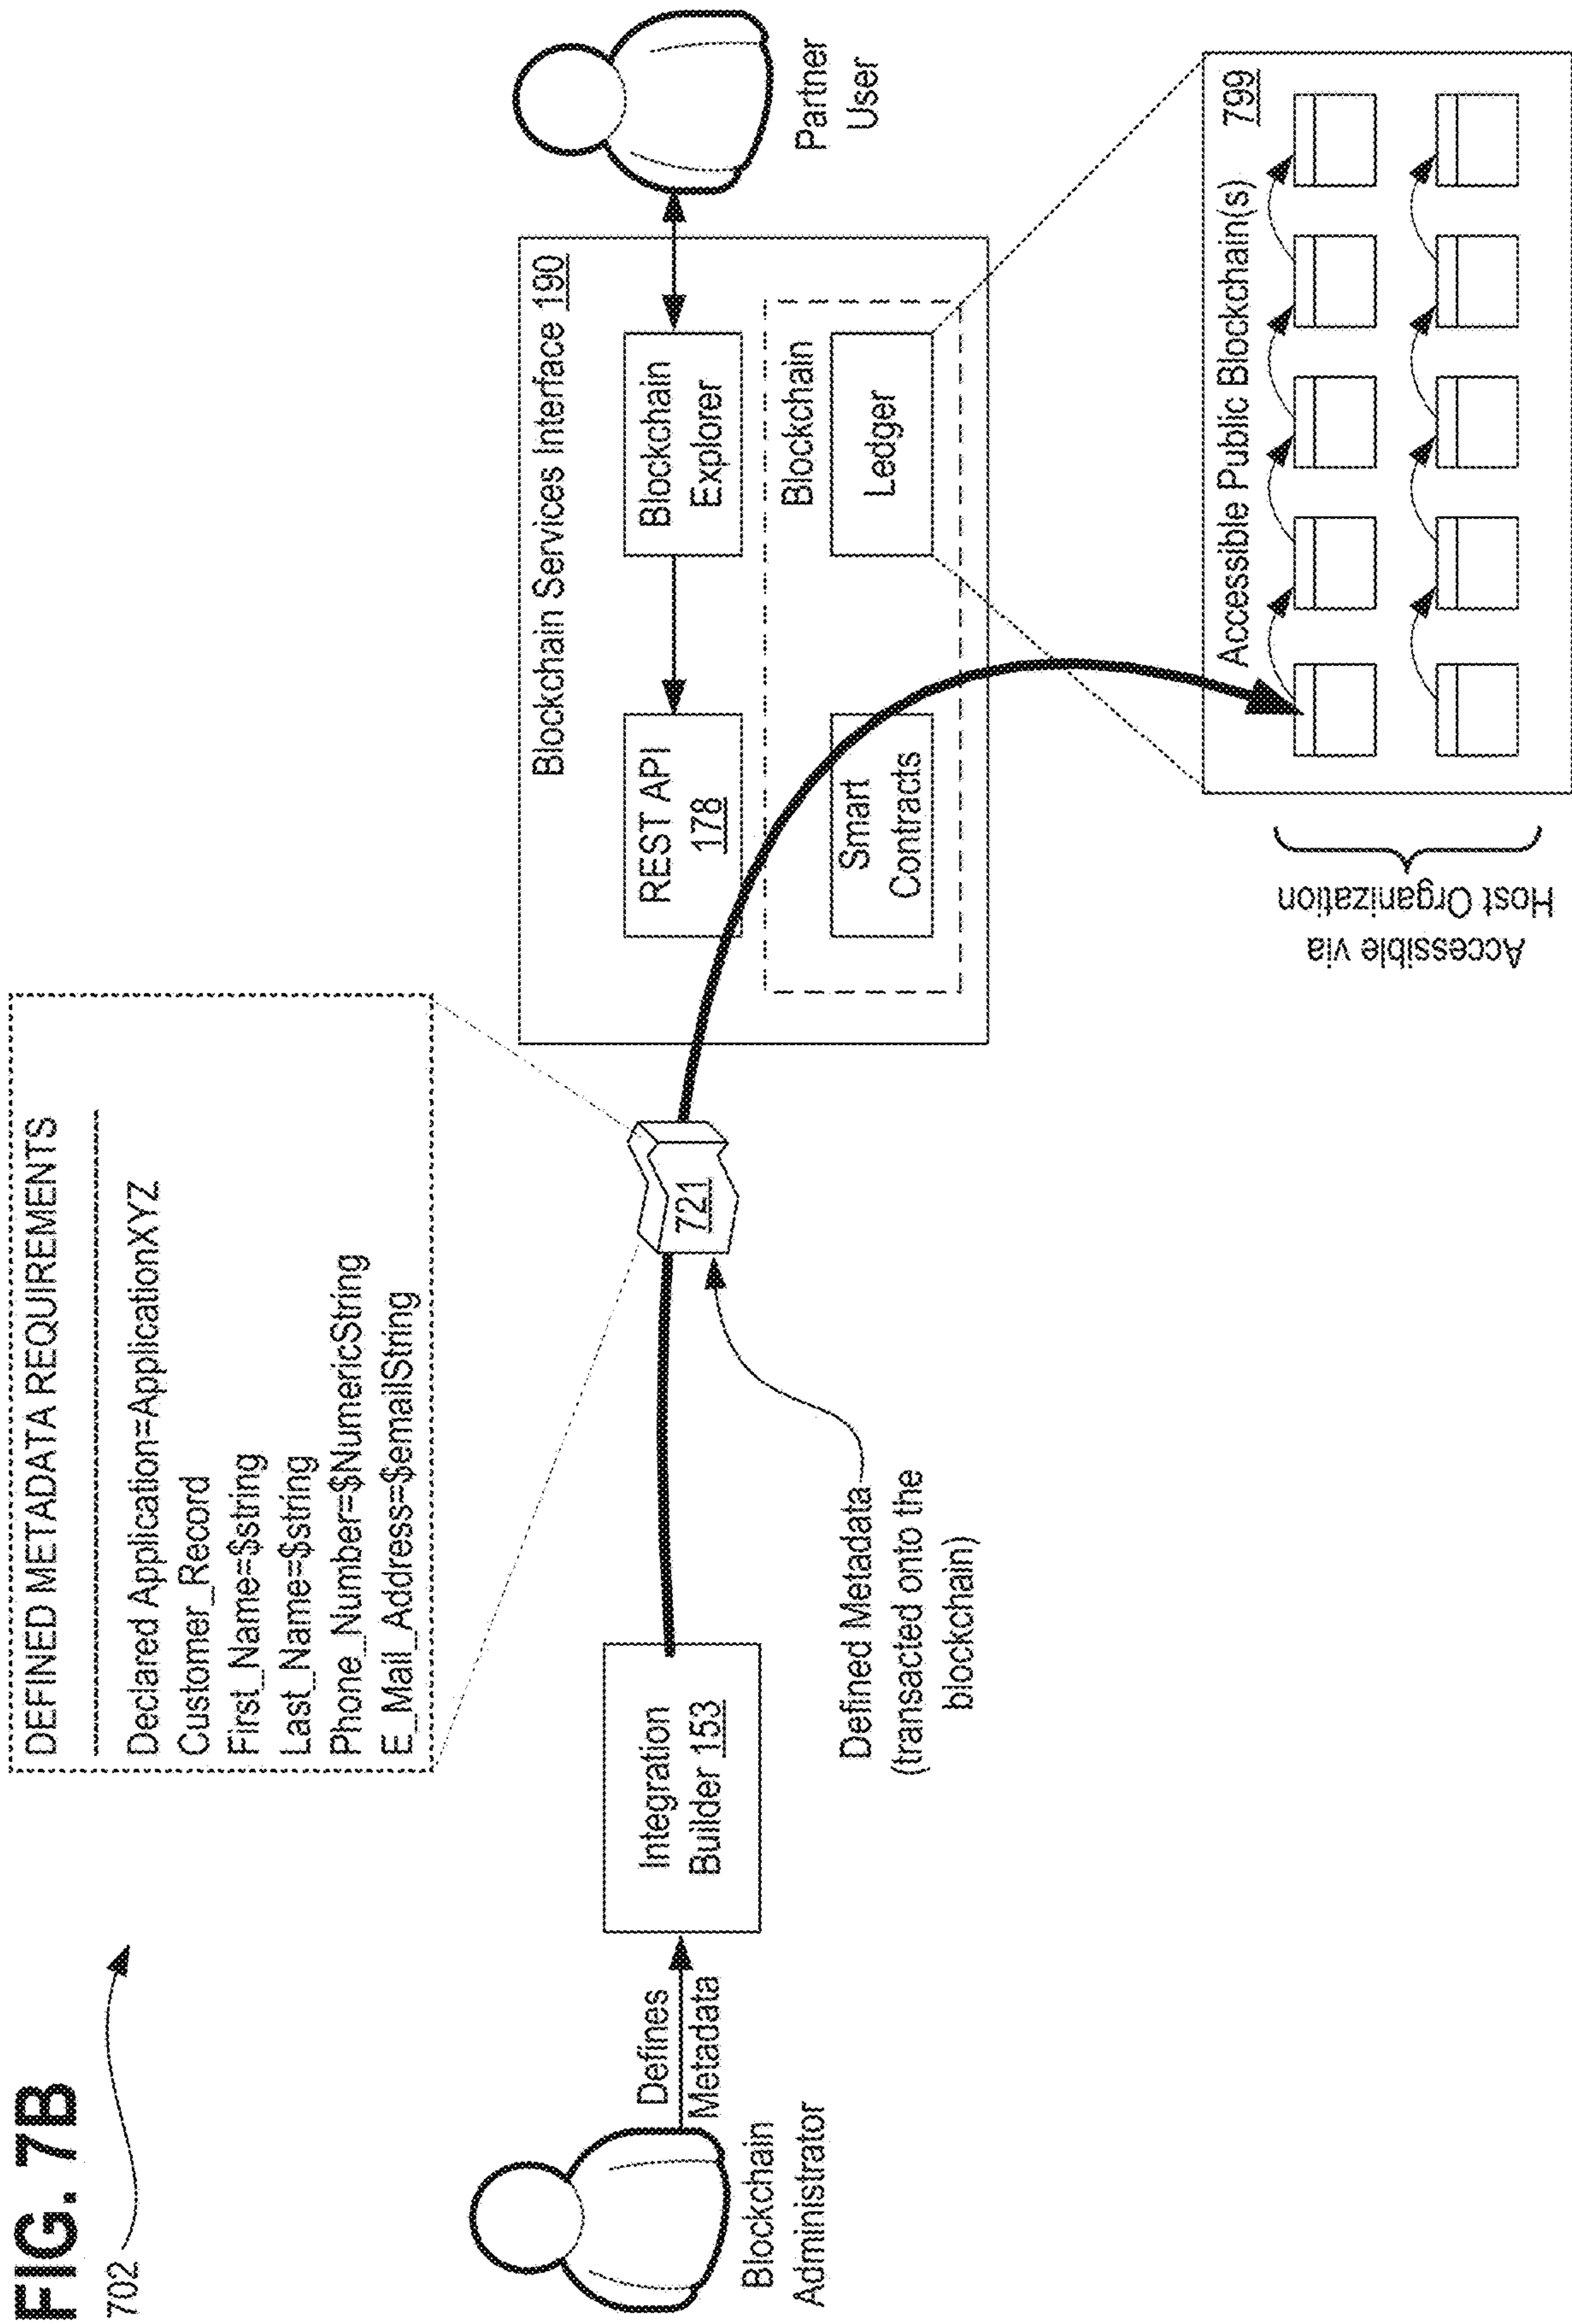 FIG. 7B
702
DEFINED METADATA REQUIREMENTS
Declared Application=ApplicationXYZ
Customer_Record
First_Name=$string
Last_Name=$string
Phone_Number=$NumericString
E_Mail_Address=$emailString
Blockchain
Administrator
Defines
Metadata
Integration
Builder 153
721
Defined Metadata
(transacted onto the
blockchain)
Blockchain Services Interface 190
REST API
178
Blockchain
Explorer
Blockchain
Smart
Contracts
Ledger
Partner
User
Accessible Public Blockchain(s) 799
Accessible via
Host Organization